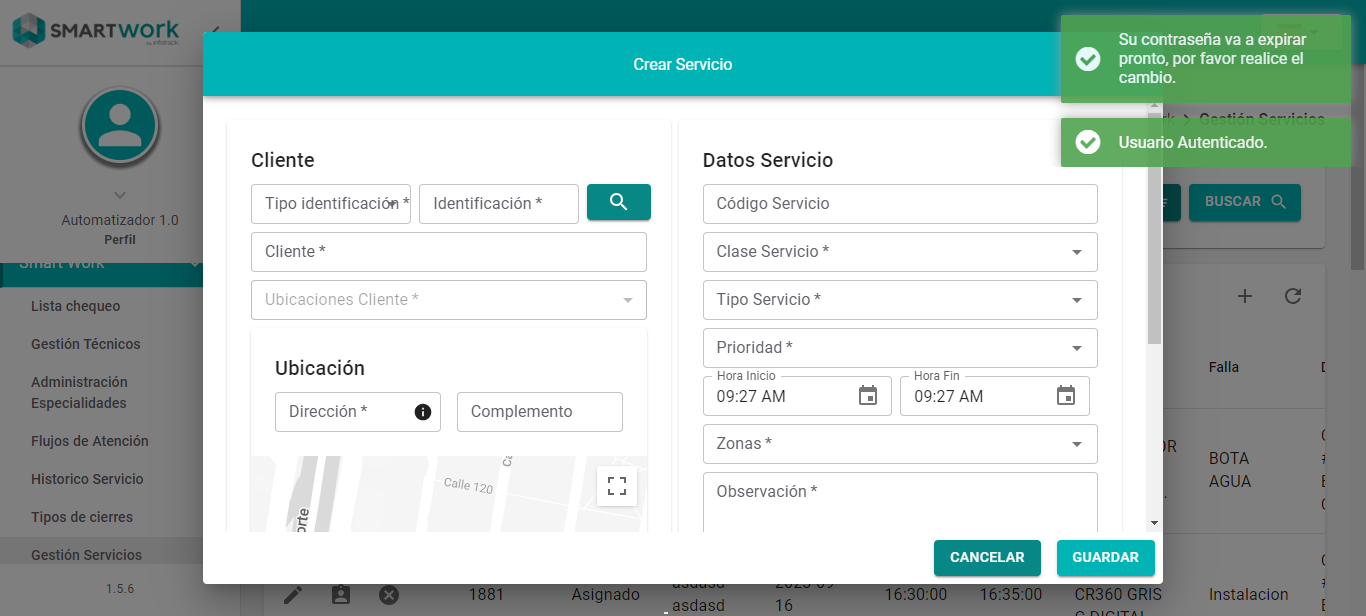 SMARTWORK
by infotrack
Su contraseña va a expirar
pronto, por favor realice el
cambio.
Usuario Autenticado.
Gestión Servicios
Crear Servicio
Automatizador 1.0
Perfil
Smart Work
Lista chequeo
Gestión Técnicos
Administración
Especialidades
Flujos de Atención
Historico Servicio
Tipos de cierres
Gestión Servicios
1.5.6
Cliente
Tipo identificación *
Identificación *
Cliente *
Ubicaciones Cliente *
Ubicación
Dirección *
Complemento
Calle 120
Datos Servicio
Código Servicio
Clase Servicio *
Tipo Servicio *
Prioridad *
Hora Inicio
09:27 AM
Hora Fin
09:27 AM
Zonas *
Observación *
CANCELAR
GUARDAR
BUSCAR
Falla
BOTA
AGUA
1881
Asignado
asdasd
asdasd
16
16:30:00
16:35:00
CR360 GRIS
Instalacion